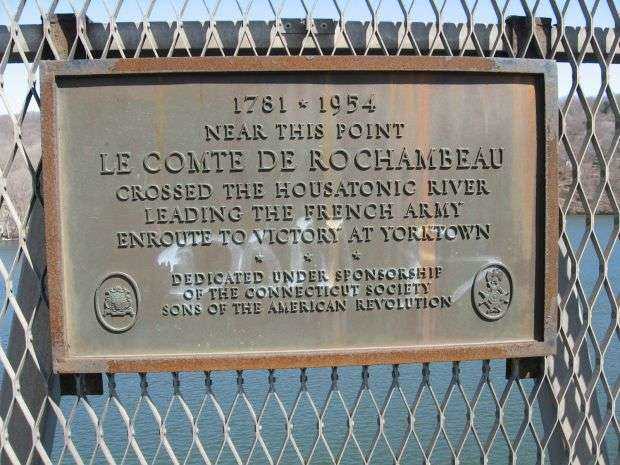 1781 * 1954
NEAR THIS POINT
LE COMTE DE ROCHAMBEAU
CROSSED THE HOUSATONIC RIVER
LEADING THE FRENCH ARMY
ENROUTE TO VICTORY AT YORKTOWN
* * *
DEDICATED UNDER SPONSORSHIP
OF THE CONNECTICUT SOCIETY
SONS OF THE AMERICAN REVOLUTION